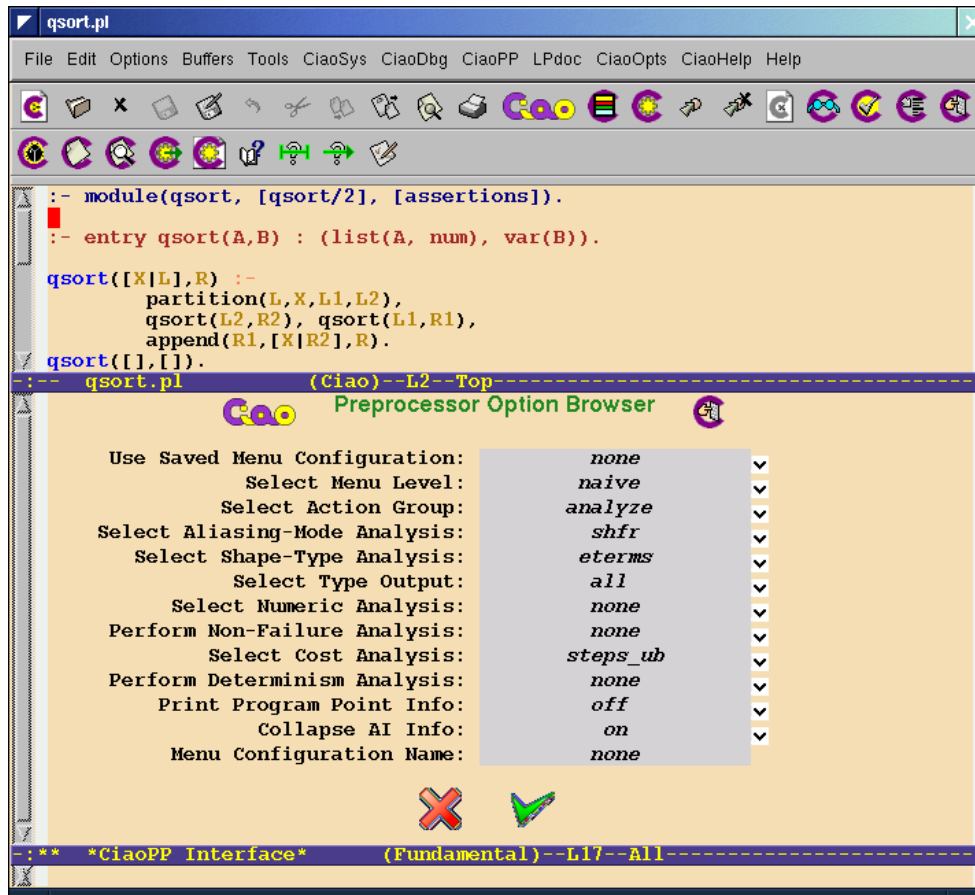 qsort.pl
File Edit Options Buffers Tools CiaoSys CiaoDbg CiaoPP LPdoc CiaoOpts CiaoHelp Help
Ciao
:- module(qsort, [qsort/2], [assertions]).
:- entry qsort(A,B) : (list(A, num), var(B)).
qsort([X|L],R) :-
partition(L,X,L1,L2),
qsort(L2,R2), qsort(L1,R1),
append(R1,[X|R2],R).
qsort([],[]).
-:-- qsort.pl (Ciao)--L2--Top----------------------------------------
Ciao Preprocessor Option Browser
Use Saved Menu Configuration: none
Select Menu Level: naive
Select Action Group: analyze
Select Aliasing-Mode Analysis: shfr
Select Shape-Type Analysis: eterms
Select Type Output: all
Select Numeric Analysis: none
Perform Non-Failure Analysis: none
Select Cost Analysis: steps_ub
Perform Determinism Analysis: none
Print Program Point Info: off
Collapse AI Info: on
Menu Configuration Name: none
-:** *CiaoPP Interface* (Fundamental)--L17--All-------------------------